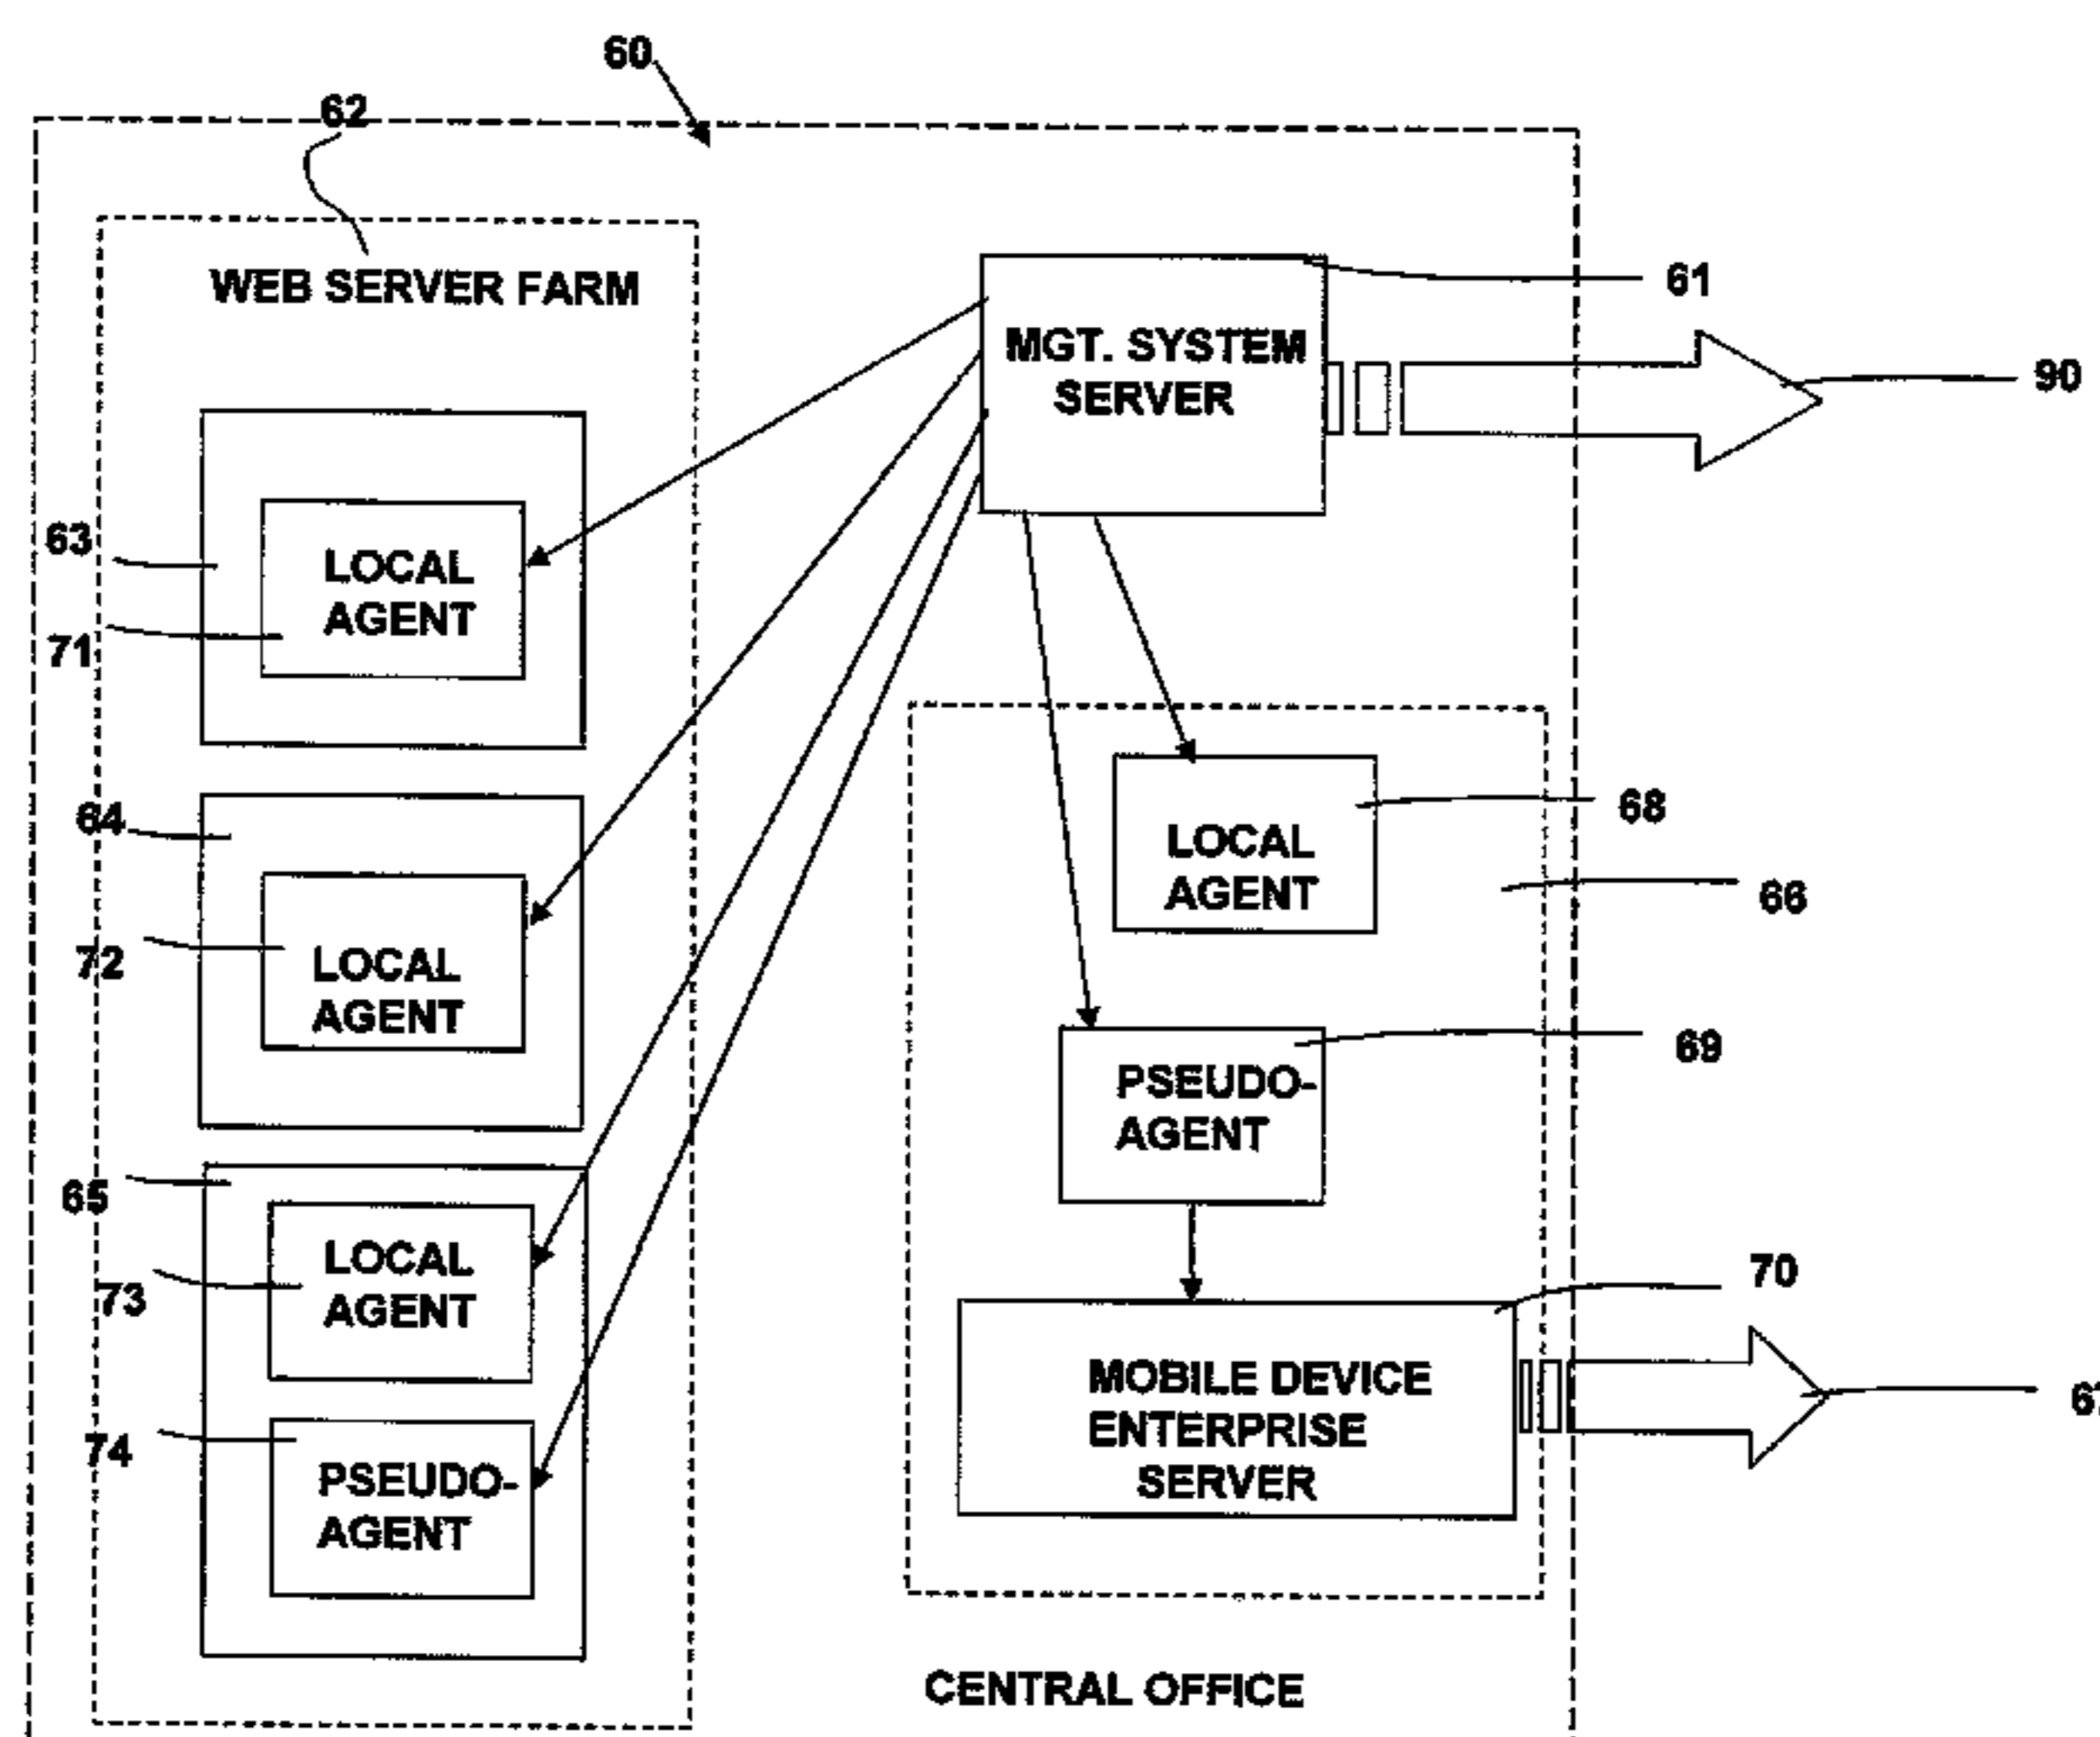 60
62
WEB SERVER FARM
61
MGT. SYSTEM
SERVER
90
63
LOCAL
AGENT
71
64
LOCAL
AGENT
72
65
LOCAL
AGENT
73
PSEUDO-
AGENT
74
LOCAL
AGENT
68
66
PSEUDO-
AGENT
69
70
MOBILE DEVICE
ENTERPRISE
SERVER
CENTRAL OFFICE